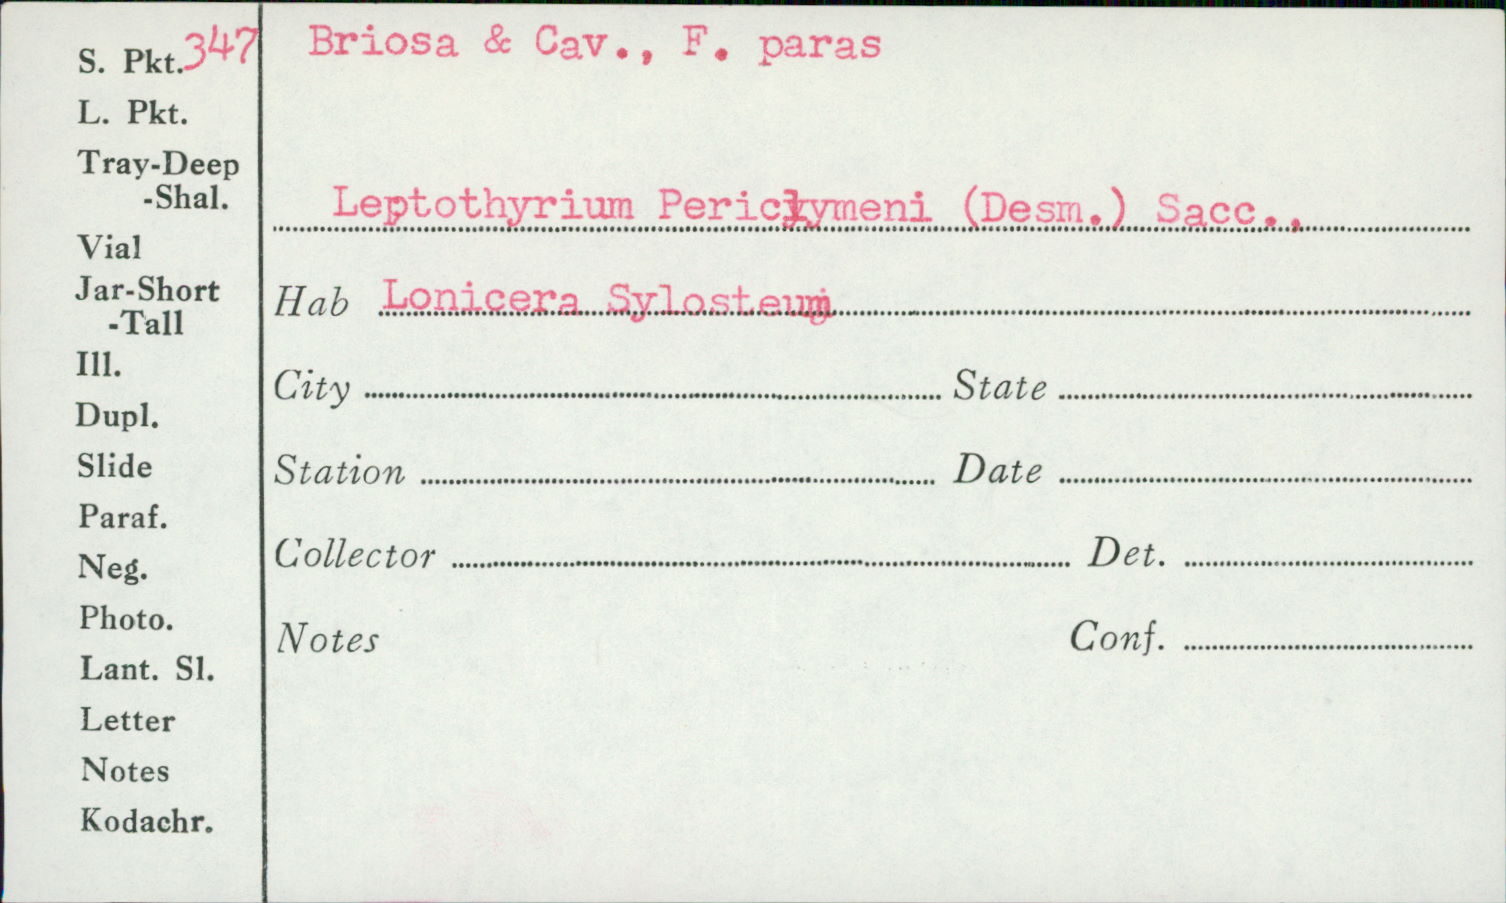 S. Pkt. 347
L. Pkt.
Tray-Deep
-Shal.
Vial
Jar-Short
-Tall
Ill.
Dupl.
Slide
Paraf.
Neg.
Photo.
Lant. Sl.
Letter
Notes
Kodachr.
Briosa & Cav., F. paras
Leptothyrium Periclymeni (Desm.) Sacc.,
Hab Lonicera Sylosteum
City State
Station Date
Collector Det.
Notes Conf.